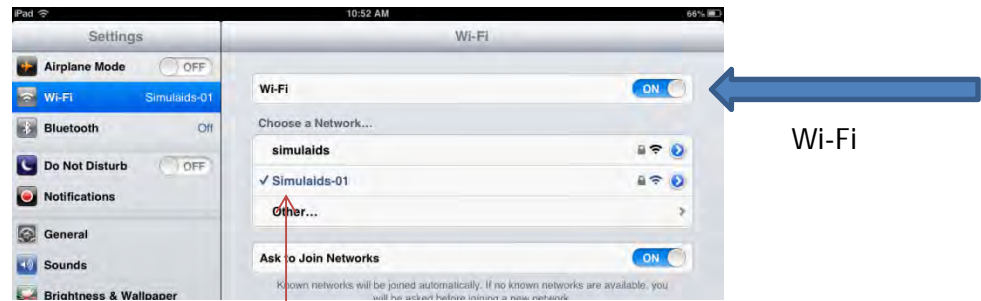 iPad 10:52 AM 66%
Settings
Wi-Fi
Airplane Mode OFF
Wi-Fi Simulaids-01
Bluetooth Off
Do Not Disturb OFF
Notifications
General
Sounds
Brightness & Wallpaper
Wi-Fi ON
Choose a Network...
simulaids
✓ Simulaids-01
Other...
Ask to Join Networks ON
Known networks will be joined automatically. If no known networks are available, you
will be asked before joining a new network.
Wi-Fi